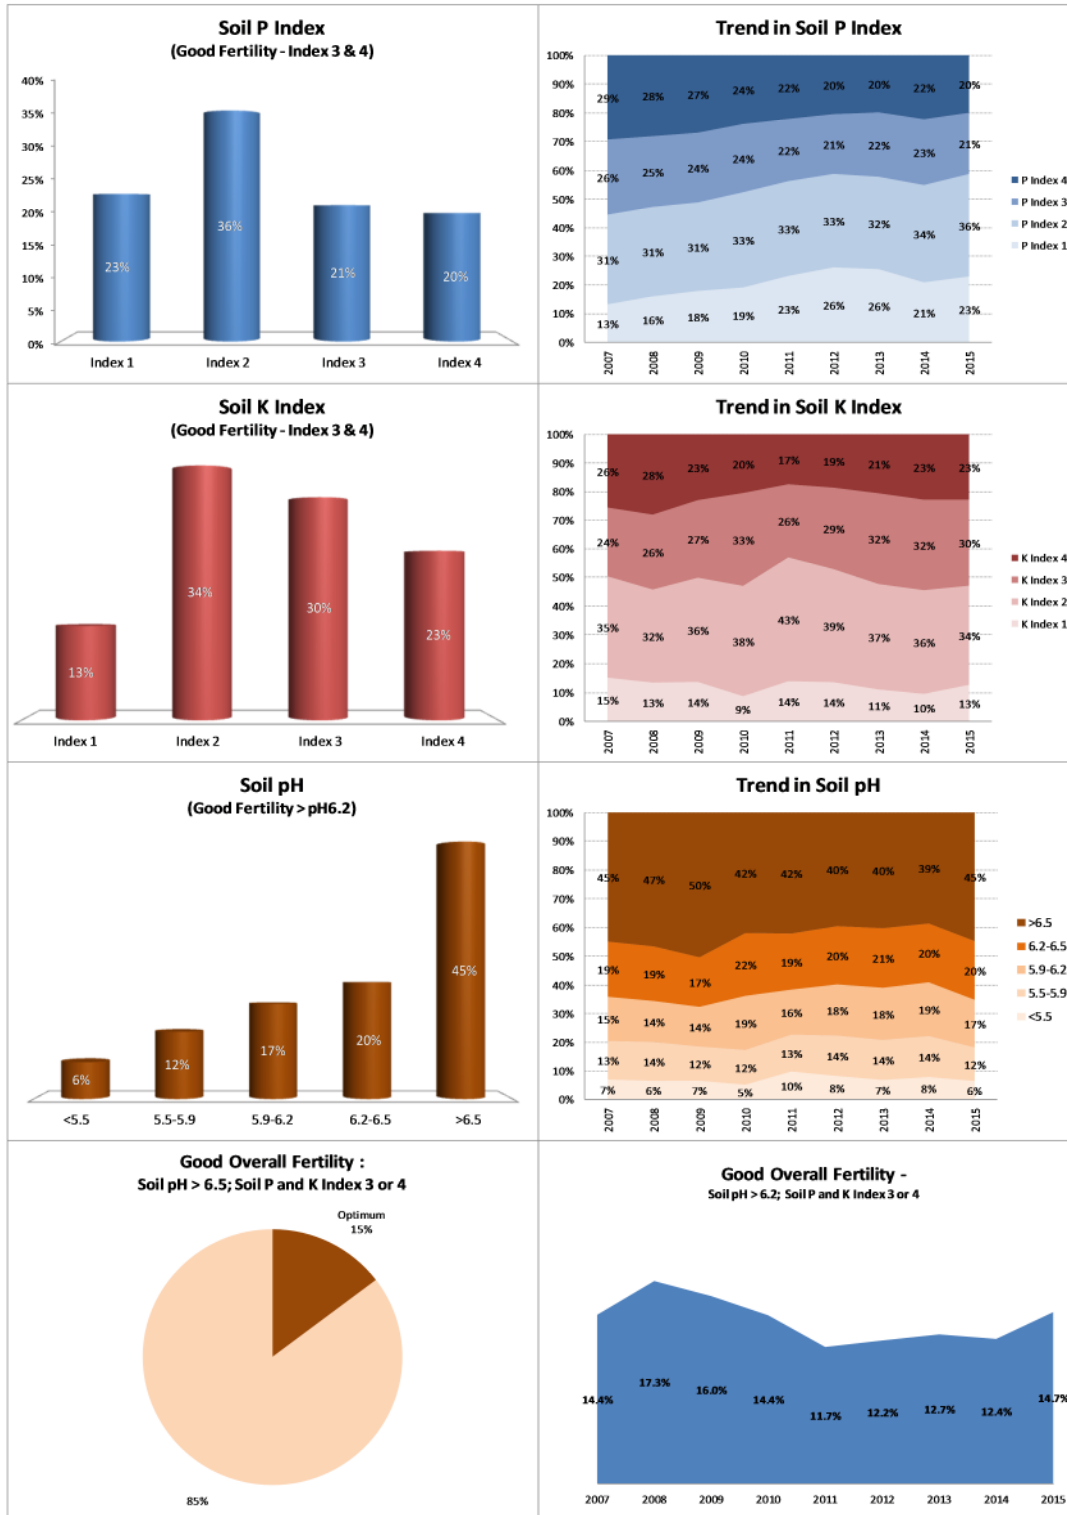 Soil P Index
(Good Fertility - Index 3 & 4)
40%
35%
30%
25%
20%
15%
10%
5%
0%
23%
36%
21%
20%
Index 1
Index 2
Index 3
Index 4
Trend in Soil P Index
100%
90%
80%
70%
60%
50%
40%
30%
20%
10%
0%
29% 28% 27% 24% 22% 20% 20% 22% 20%
26% 25% 24% 24% 22% 21% 22% 23% 21%
31% 31% 31% 33% 33% 33% 32% 34% 36%
13% 16% 18% 19% 23% 26% 26% 21% 23%
2007 2008 2009 2010 2011 2012 2013 2014 2015
P Index 4
P Index 3
P Index 2
P Index 1
Soil K Index
(Good Fertility - Index 3 & 4)
13%
34%
30%
23%
Index 1
Index 2
Index 3
Index 4
Trend in Soil K Index
100%
90%
80%
70%
60%
50%
40%
30%
20%
10%
0%
26% 28% 23% 20% 17% 19% 21% 23% 23%
24% 26% 27% 33% 26% 29% 32% 32% 30%
35% 32% 36% 38% 43% 39% 37% 36% 34%
15% 13% 14% 9% 14% 14% 11% 10% 13%
2007 2008 2009 2010 2011 2012 2013 2014 2015
K Index 4
K Index 3
K Index 2
K Index 1
Soil pH
(Good Fertility > pH6.2)
6%
12%
17%
20%
45%
<5.5
5.5-5.9
5.9-6.2
6.2-6.5
>6.5
Trend in Soil pH
100%
90%
80%
70%
60%
50%
40%
30%
20%
10%
0%
45% 47% 50% 42% 42% 40% 40% 39% 45%
19% 19% 17% 22% 19% 20% 21% 20% 20%
15% 14% 14% 19% 16% 18% 18% 19% 17%
13% 14% 12% 12% 13% 14% 14% 14% 12%
7% 6% 7% 5% 10% 8% 7% 8% 6%
2007 2008 2009 2010 2011 2012 2013 2014 2015
>6.5
6.2-6.5
5.9-6.2
5.5-5.9
<5.5
Good Overall Fertility :
Soil pH > 6.5; Soil P and K Index 3 or 4
Optimum
15%
85%
Good Overall Fertility -
Soil pH > 6.2; Soil P and K Index 3 or 4
14.4% 17.3% 16.0% 14.4% 11.7% 12.2% 12.7% 12.4% 14.7%
2007 2008 2009 2010 2011 2012 2013 2014 2015